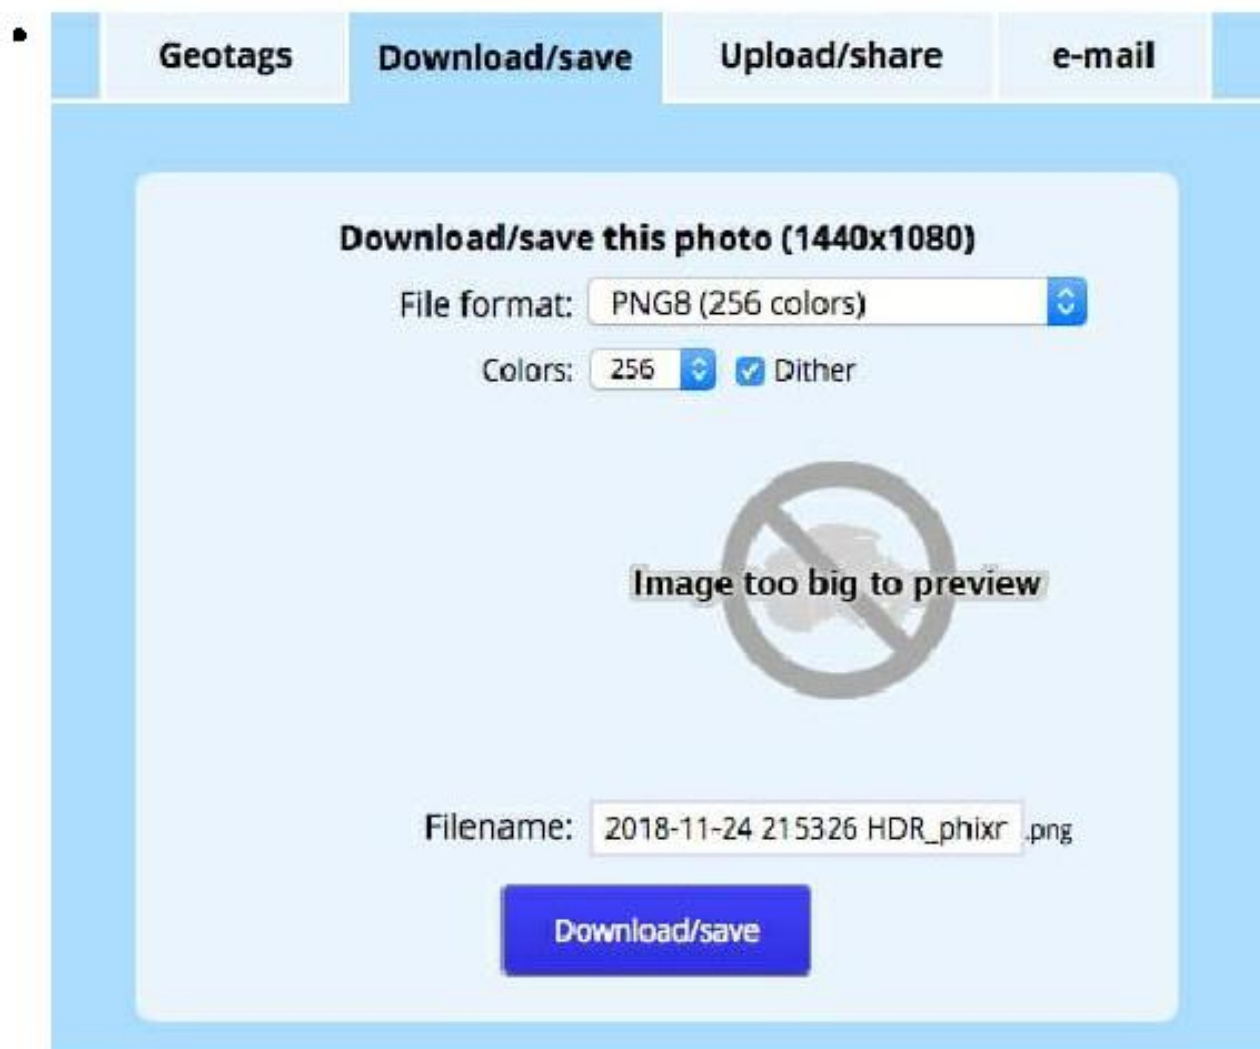 Geotags Download/save Upload/share e-mail
Download/save this photo (1440x1080)
File format: PNG8 (256 colors)
Colors: 256 Dither
Image too big to preview
Filename: 2018-11-24 215326 HDR_phixr .png
Download/save